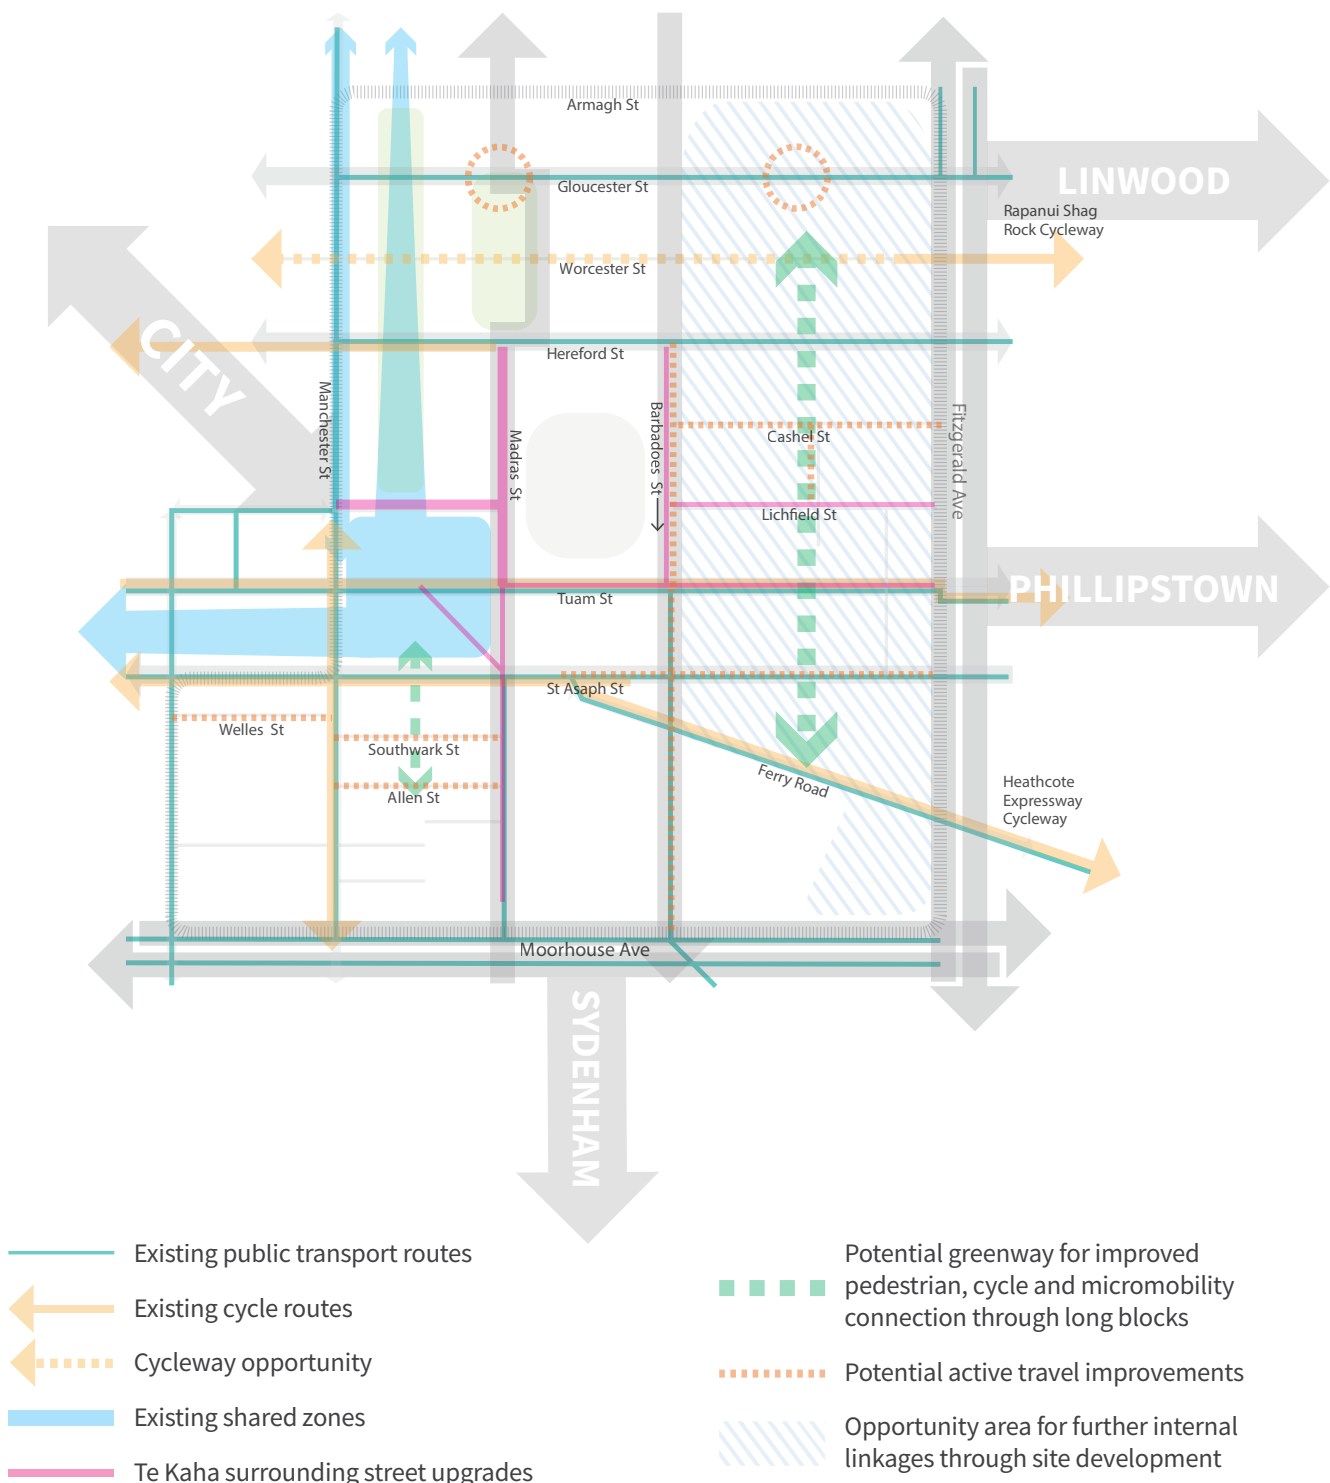 Armagh St
Gloucester St
LINWOOD
Rapanui Shag
Rock Cycleway
Worcester St
CITY
Hereford St
Manchester St
Madras St
Barbadoes St
Fitzgerald Ave
Cashel St
Lichfield St
Tuam St
PHILLIPSTOWN
St Asaph St
Welles St
Southwark St
Allen St
Ferry Road
Heathcote
Expressway
Cycleway
Moorhouse Ave
SYDENHAM
Existing public transport routes
Existing cycle routes
Cycleway opportunity
Existing shared zones
Te Kaha surrounding street upgrades
Potential greenway for improved
pedestrian, cycle and micromobility
connection through long blocks
Potential active travel improvements
Opportunity area for further internal
linkages through site development